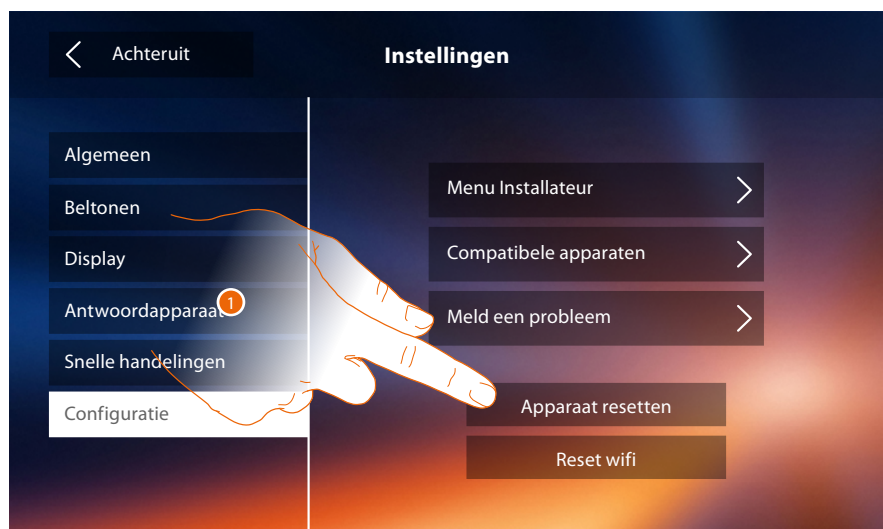 Achteruit
Instellingen
Algemeen
Beltonen
Display
Antwoordapparaat
1
Snelle handelingen
Configuratie
Menu Installateur
Compatibele apparaten
Meld een probleem
Apparaat resetten
Reset wifi